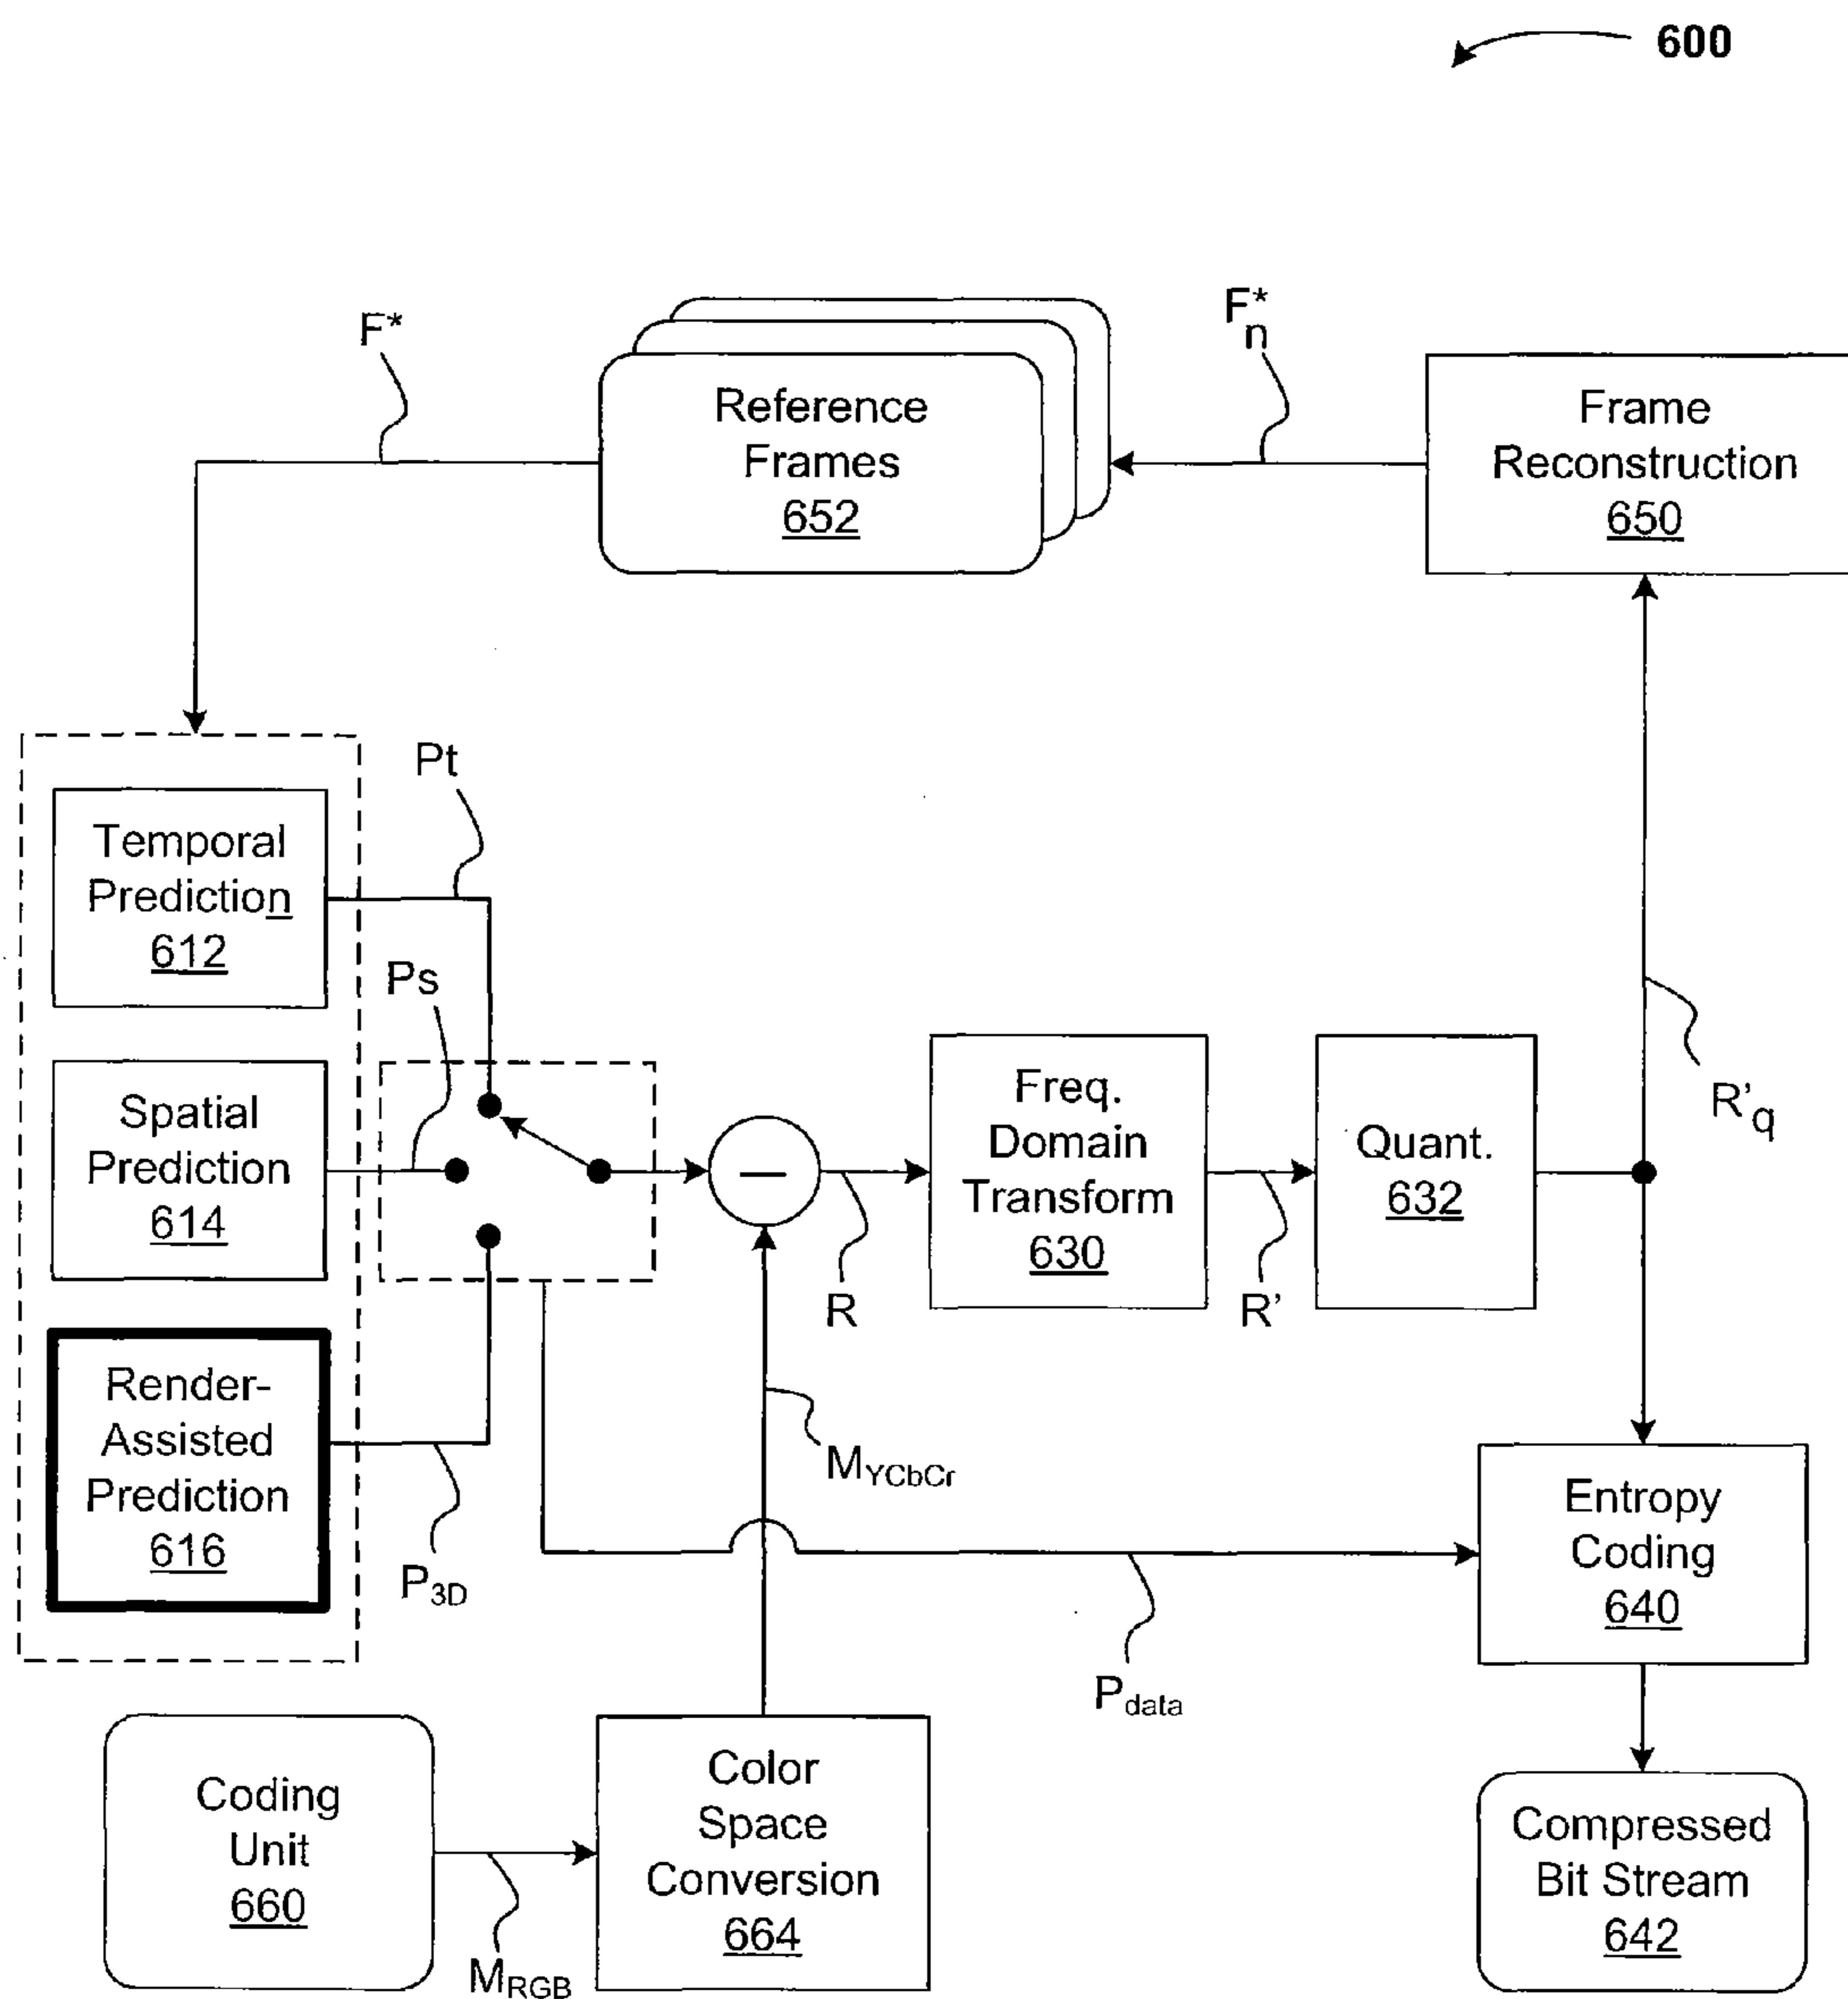 600
F*
F*n
Reference
Frames
652
Frame
Reconstruction
650
Pt
Temporal
Prediction
612
Ps
Spatial
Prediction
614
Freq.
Domain
Transform
630
Quant.
632
R'q
R
R'
Render-
Assisted
Prediction
616
MYCbCr
P3D
Entropy
Coding
640
Pdata
Coding
Unit
660
Color
Space
Conversion
664
MRGB
Compressed
Bit Stream
642